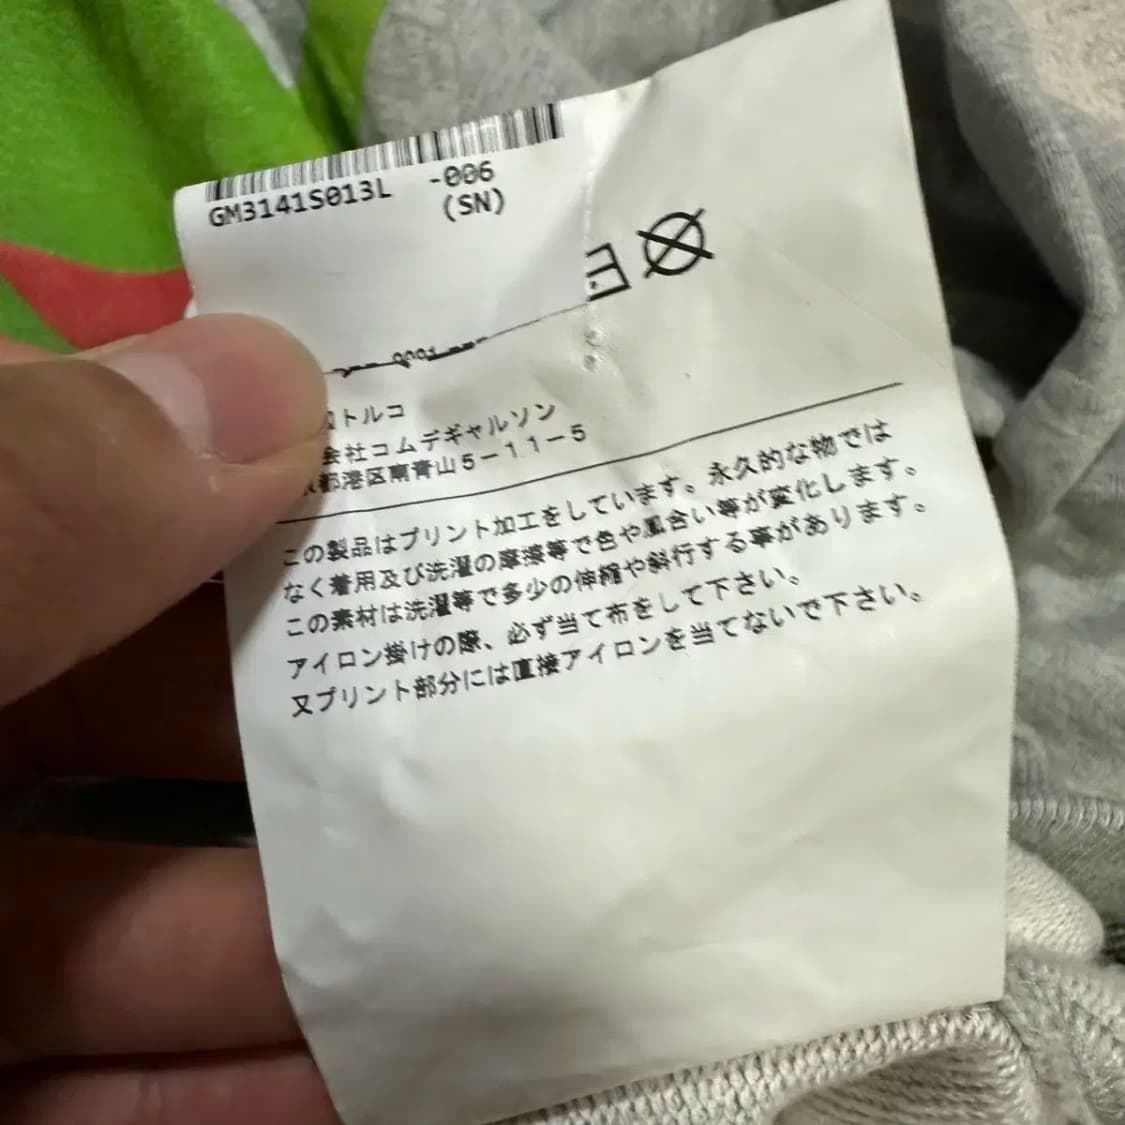 GM3141S013L -006
(SN)
ヨ
トルコ
会社コムデギャルソン
都港区南青山5-11-5
この製品はプリント加工をしています。永久的な物では
なく着用及び洗濯の摩擦等で色や風合い等が変化します。
この素材は洗濯等で多少の伸縮や斜行する事があります。
アイロン掛けの際、必ず当て布をして下さい。
又プリント部分には直接アイロンを当てないで下さい。